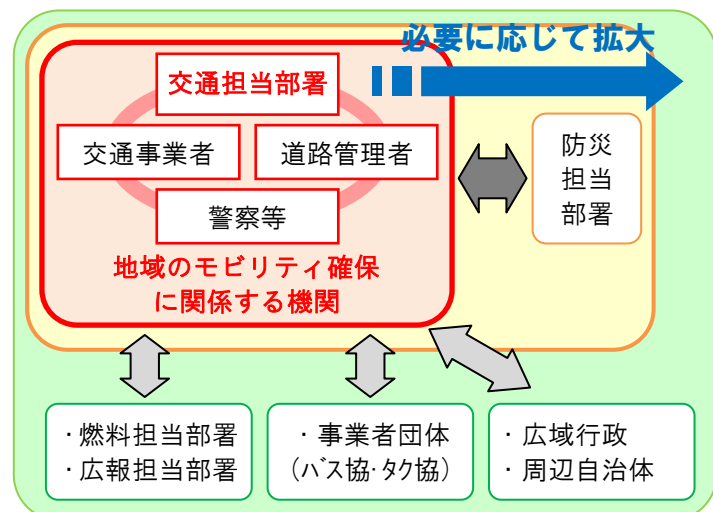 必要に応じて拡大
交通担当部署
交通事業者
道路管理者
警察等
地域のモビリティ確保
に関係する機関
防災
担当
部署
・燃料担当部署
・広報担当部署
・事業者団体
(バス協･タク協)
・広域行政
・周辺自治体